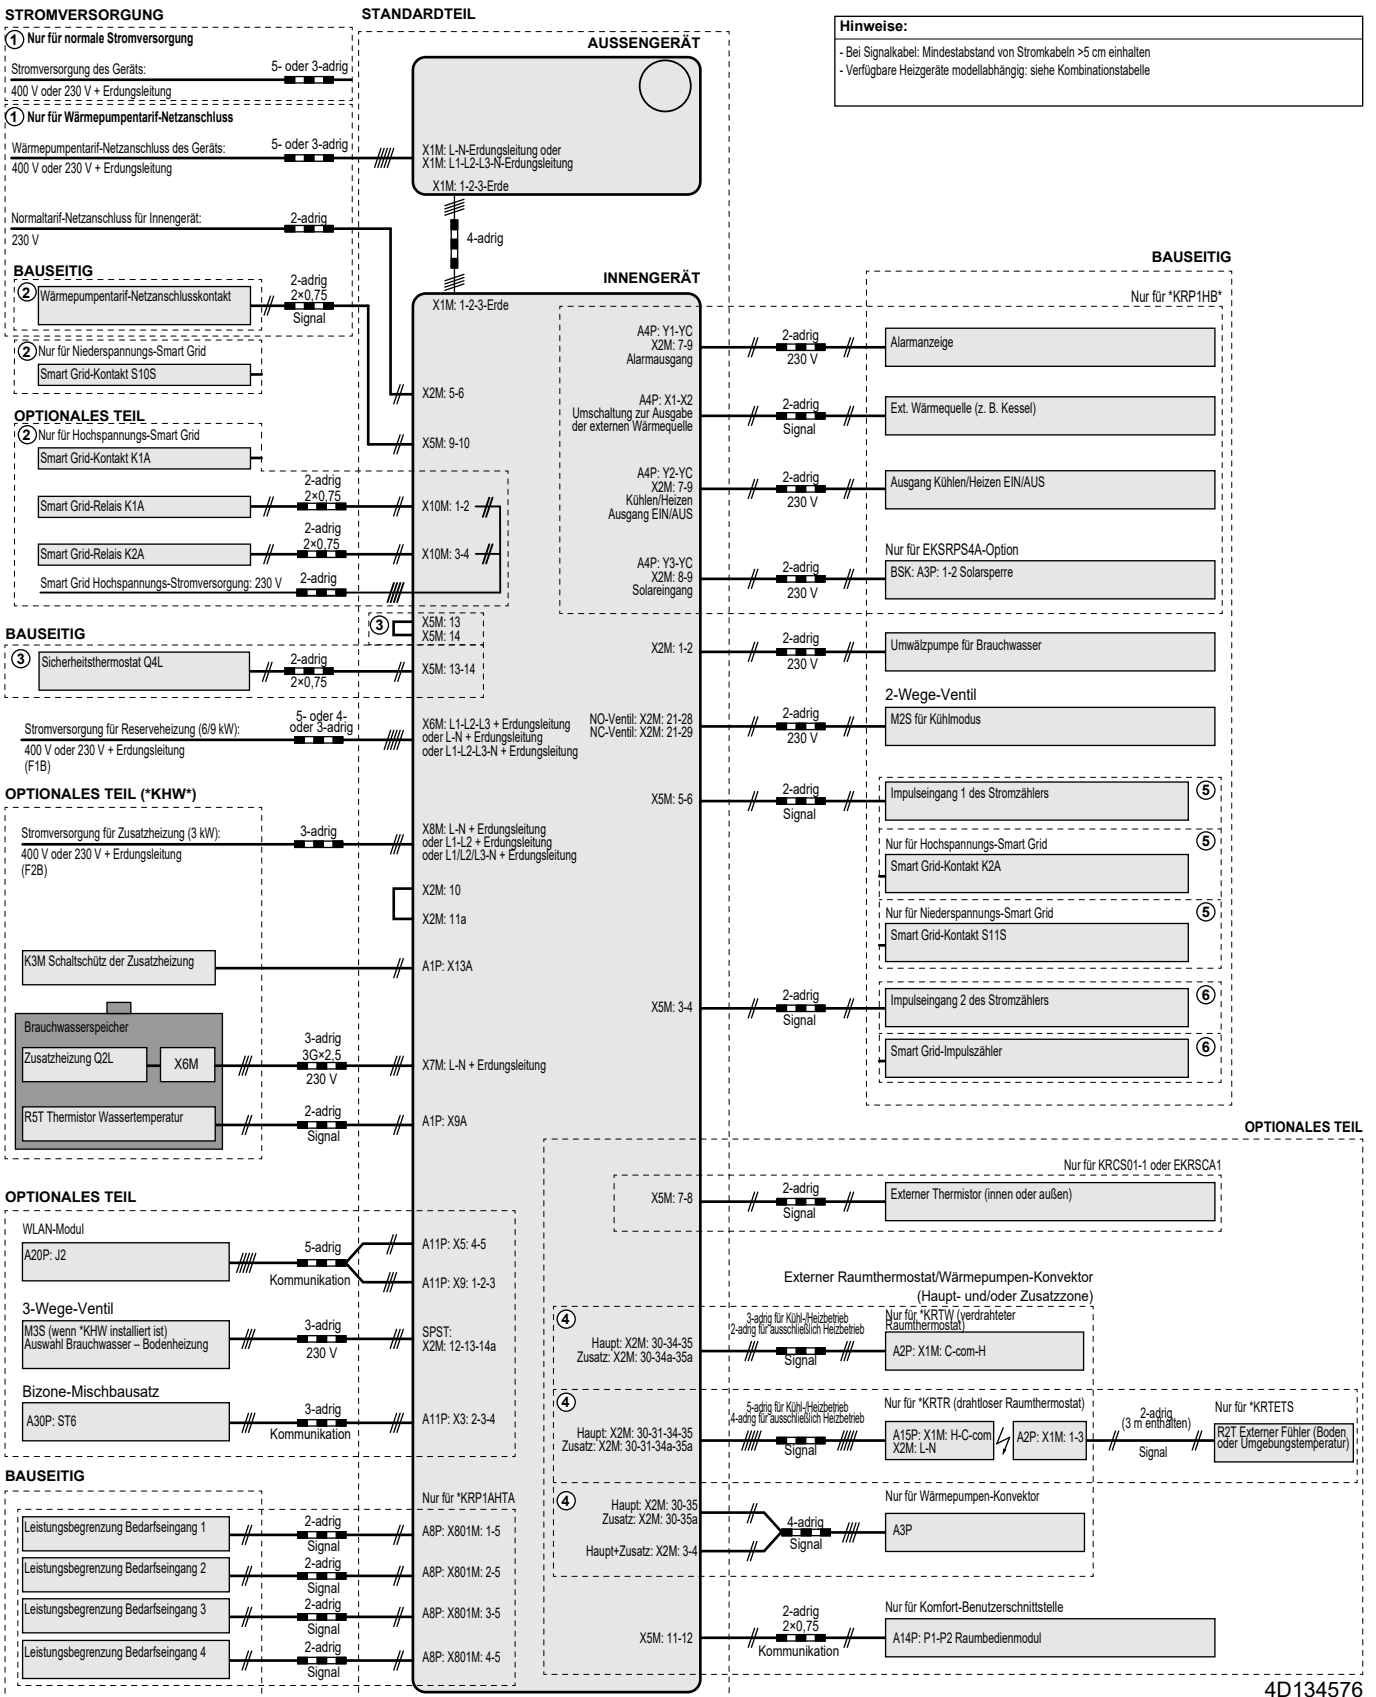 STROMVERSORGUNG
① Nur für normale Stromversorgung
Stromversorgung des Geräts:
5- oder 3-adrig
400 V oder 230 V + Erdungsleitung
① Nur für Wärmepumpentarif-Netzanschluss
Wärmepumpentarif-Netzanschluss des Geräts:
5- oder 3-adrig
400 V oder 230 V + Erdungsleitung
Normaltarif-Netzanschluss für Innengerät:
2-adrig
230 V
BAUSEITIG
② Wärmepumpentarif-Netzanschlusskontakt
2-adrig
2×0,75
Signal
② Nur für Niederspannungs-Smart Grid
Smart Grid-Kontakt S10S
OPTIONALES TEIL
② Nur für Hochspannungs-Smart Grid
Smart Grid-Kontakt K1A
Smart Grid-Relais K1A
2-adrig
2×0,75
Smart Grid-Relais K2A
2-adrig
2×0,75
Smart Grid Hochspannungs-Stromversorgung: 230 V
2-adrig
BAUSEITIG
③ Sicherheitsthermostat Q4L
2-adrig
2×0,75
Stromversorgung für Reserveheizung (6/9 kW):
5- oder 4-
oder 3-adrig
400 V oder 230 V + Erdungsleitung
(F1B)
OPTIONALES TEIL (*KHW*)
Stromversorgung für Zusatzheizung (3 kW):
3-adrig
400 V oder 230 V + Erdungsleitung
(F2B)
K3M Schaltschütz der Zusatzheizung
Brauchwasserspeicher
Zusatzheizung Q2L
X6M
3-adrig
3G×2,5
230 V
R5T Thermistor Wassertemperatur
2-adrig
Signal
OPTIONALES TEIL
WLAN-Modul
A20P: J2
5-adrig
Kommunikation
3-Wege-Ventil
M3S (wenn *KHW installiert ist)
Auswahl Brauchwasser – Bodenheizung
3-adrig
230 V
Bizone-Mischbausatz
A30P: ST6
3-adrig
Kommunikation
BAUSEITIG
Leistungsbegrenzung Bedarfseingang 1
2-adrig
Signal
Leistungsbegrenzung Bedarfseingang 2
2-adrig
Signal
Leistungsbegrenzung Bedarfseingang 3
2-adrig
Signal
Leistungsbegrenzung Bedarfseingang 4
2-adrig
Signal
STANDARDTEIL
AUSSENGERÄT
X1M: L-N-Erdungsleitung oder
X1M: L1-L2-L3-N-Erdungsleitung
X1M: 1-2-3-Erde
4-adrig
INNENGERÄT
X1M: 1-2-3-Erde
X2M: 5-6
X5M: 9-10
X10M: 1-2
X10M: 3-4
③
X5M: 13
X5M: 14
X5M: 13-14
X6M: L1-L2-L3 + Erdungsleitung
oder L-N + Erdungsleitung
oder L1-L2-L3-N + Erdungsleitung
X8M: L-N + Erdungsleitung
oder L1-L2 + Erdungsleitung
oder L1/L2/L3-N + Erdungsleitung
X2M: 10
X2M: 11a
A1P: X13A
X7M: L-N + Erdungsleitung
A1P: X9A
A11P: X5: 4-5
A11P: X9: 1-2-3
SPST:
X2M: 12-13-14a
A11P: X3: 2-3-4
Nur für *KRP1AHTA
A8P: X801M: 1-5
A8P: X801M: 2-5
A8P: X801M: 3-5
A8P: X801M: 4-5
Hinweise:
- Bei Signalkabel: Mindestabstand von Stromkabeln >5 cm einhalten
- Verfügbare Heizgeräte modellabhängig: siehe Kombinationstabelle
BAUSEITIG
Nur für *KRP1HB*
A4P: Y1-YC
X2M: 7-9
Alarmausgang
2-adrig
230 V
Alarmanzeige
A4P: X1-X2
Umschaltung zur Ausgabe
der externen Wärmequelle
2-adrig
Signal
Ext. Wärmequelle (z. B. Kessel)
A4P: Y2-YC
X2M: 7-9
Kühlen/Heizen
Ausgang EIN/AUS
2-adrig
230 V
Ausgang Kühlen/Heizen EIN/AUS
Nur für EKSRPS4A-Option
A4P: Y3-YC
X2M: 8-9
Solareingang
2-adrig
230 V
BSK: A3P: 1-2 Solarsperre
X2M: 1-2
2-adrig
230 V
Umwälzpumpe für Brauchwasser
2-Wege-Ventil
NO-Ventil: X2M: 21-28
NC-Ventil: X2M: 21-29
2-adrig
230 V
M2S für Kühlmodus
X5M: 5-6
2-adrig
Signal
Impulseingang 1 des Stromzählers ⑤
Nur für Hochspannungs-Smart Grid ⑤
Smart Grid-Kontakt K2A
Nur für Niederspannungs-Smart Grid ⑤
Smart Grid-Kontakt S11S
X5M: 3-4
2-adrig
Signal
Impulseingang 2 des Stromzählers ⑥
Smart Grid-Impulszähler ⑥
OPTIONALES TEIL
Nur für KRCS01-1 oder EKRSCA1
X5M: 7-8
2-adrig
Signal
Externer Thermistor (innen oder außen)
Externer Raumthermostat/Wärmepumpen-Konvektor
(Haupt- und/oder Zusatzzone)
④
Haupt: X2M: 30-34-35
Zusatz: X2M: 30-34a-35a
3-adrig für Kühl-/Heizbetrieb
2-adrig für ausschließlich Heizbetrieb
Signal
Nur für *KRTW (verdrahteter
Raumthermostat)
A2P: X1M: C-com-H
④
Haupt: X2M: 30-31-34-35
Zusatz: X2M: 30-31-34a-35a
5-adrig für Kühl-/Heizbetrieb
4-adrig für ausschließlich Heizbetrieb
Signal
Nur für *KRTR (drahtloser Raumthermostat)
A15P: X1M: H-C-com
X2M: L-N
A2P: X1M: 1-3
2-adrig
(3 m enthalten)
Signal
Nur für *KRTETS
R2T Externer Fühler (Boden
oder Umgebungstemperatur)
④
Haupt: X2M: 30-35
Zusatz: X2M: 30-35a
Haupt+Zusatz: X2M: 3-4
4-adrig
Signal
Nur für Wärmepumpen-Konvektor
A3P
X5M: 11-12
2-adrig
2×0,75
Kommunikation
Nur für Komfort-Benutzerschnittstelle
A14P: P1-P2 Raumbedienmodul
4D134576